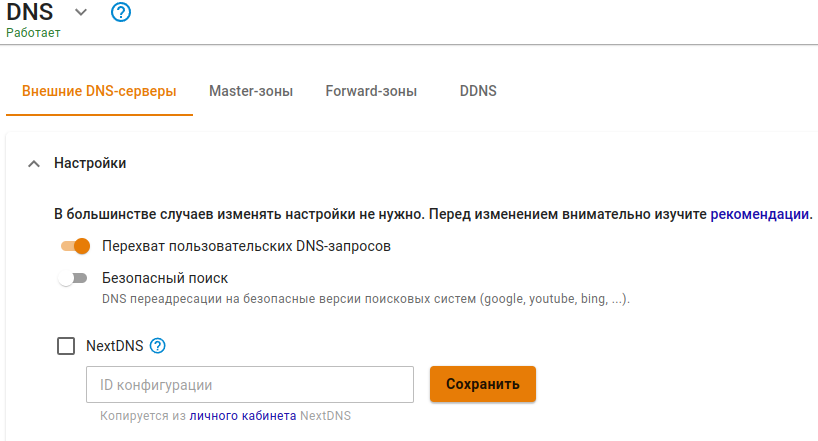 DNS
Работает
Внешние DNS-серверы Master-зоны Forward-зоны DDNS
Настройки
В большинстве случаев изменять настройки не нужно. Перед изменением внимательно изучите рекомендации.
Перехват пользовательских DNS-запросов
Безопасный поиск
DNS переадресации на безопасные версии поисковых систем (google, youtube, bing, ...).
NextDNS
ID конфигурации Сохранить
Копируется из личного кабинета NextDNS